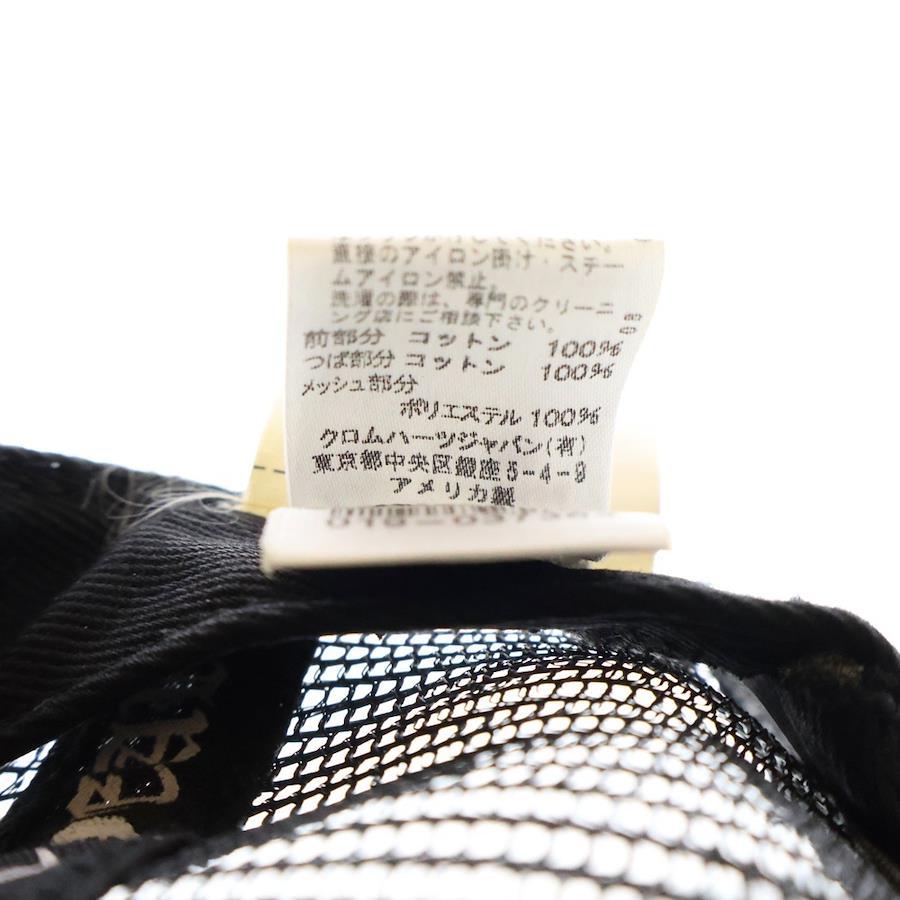 ください。
直接のアイロン掛け・スチー
ムアイロン禁止。
洗濯の際は、専門のクリーニ
ング店にご相談下さい。
前部分 コットン 100%
つば部分 コットン 100%
メッシュ部分
ポリエステル 100%
クロムハーツジャパン(有)
東京都中央区銀座5-4-9
アメリカ製